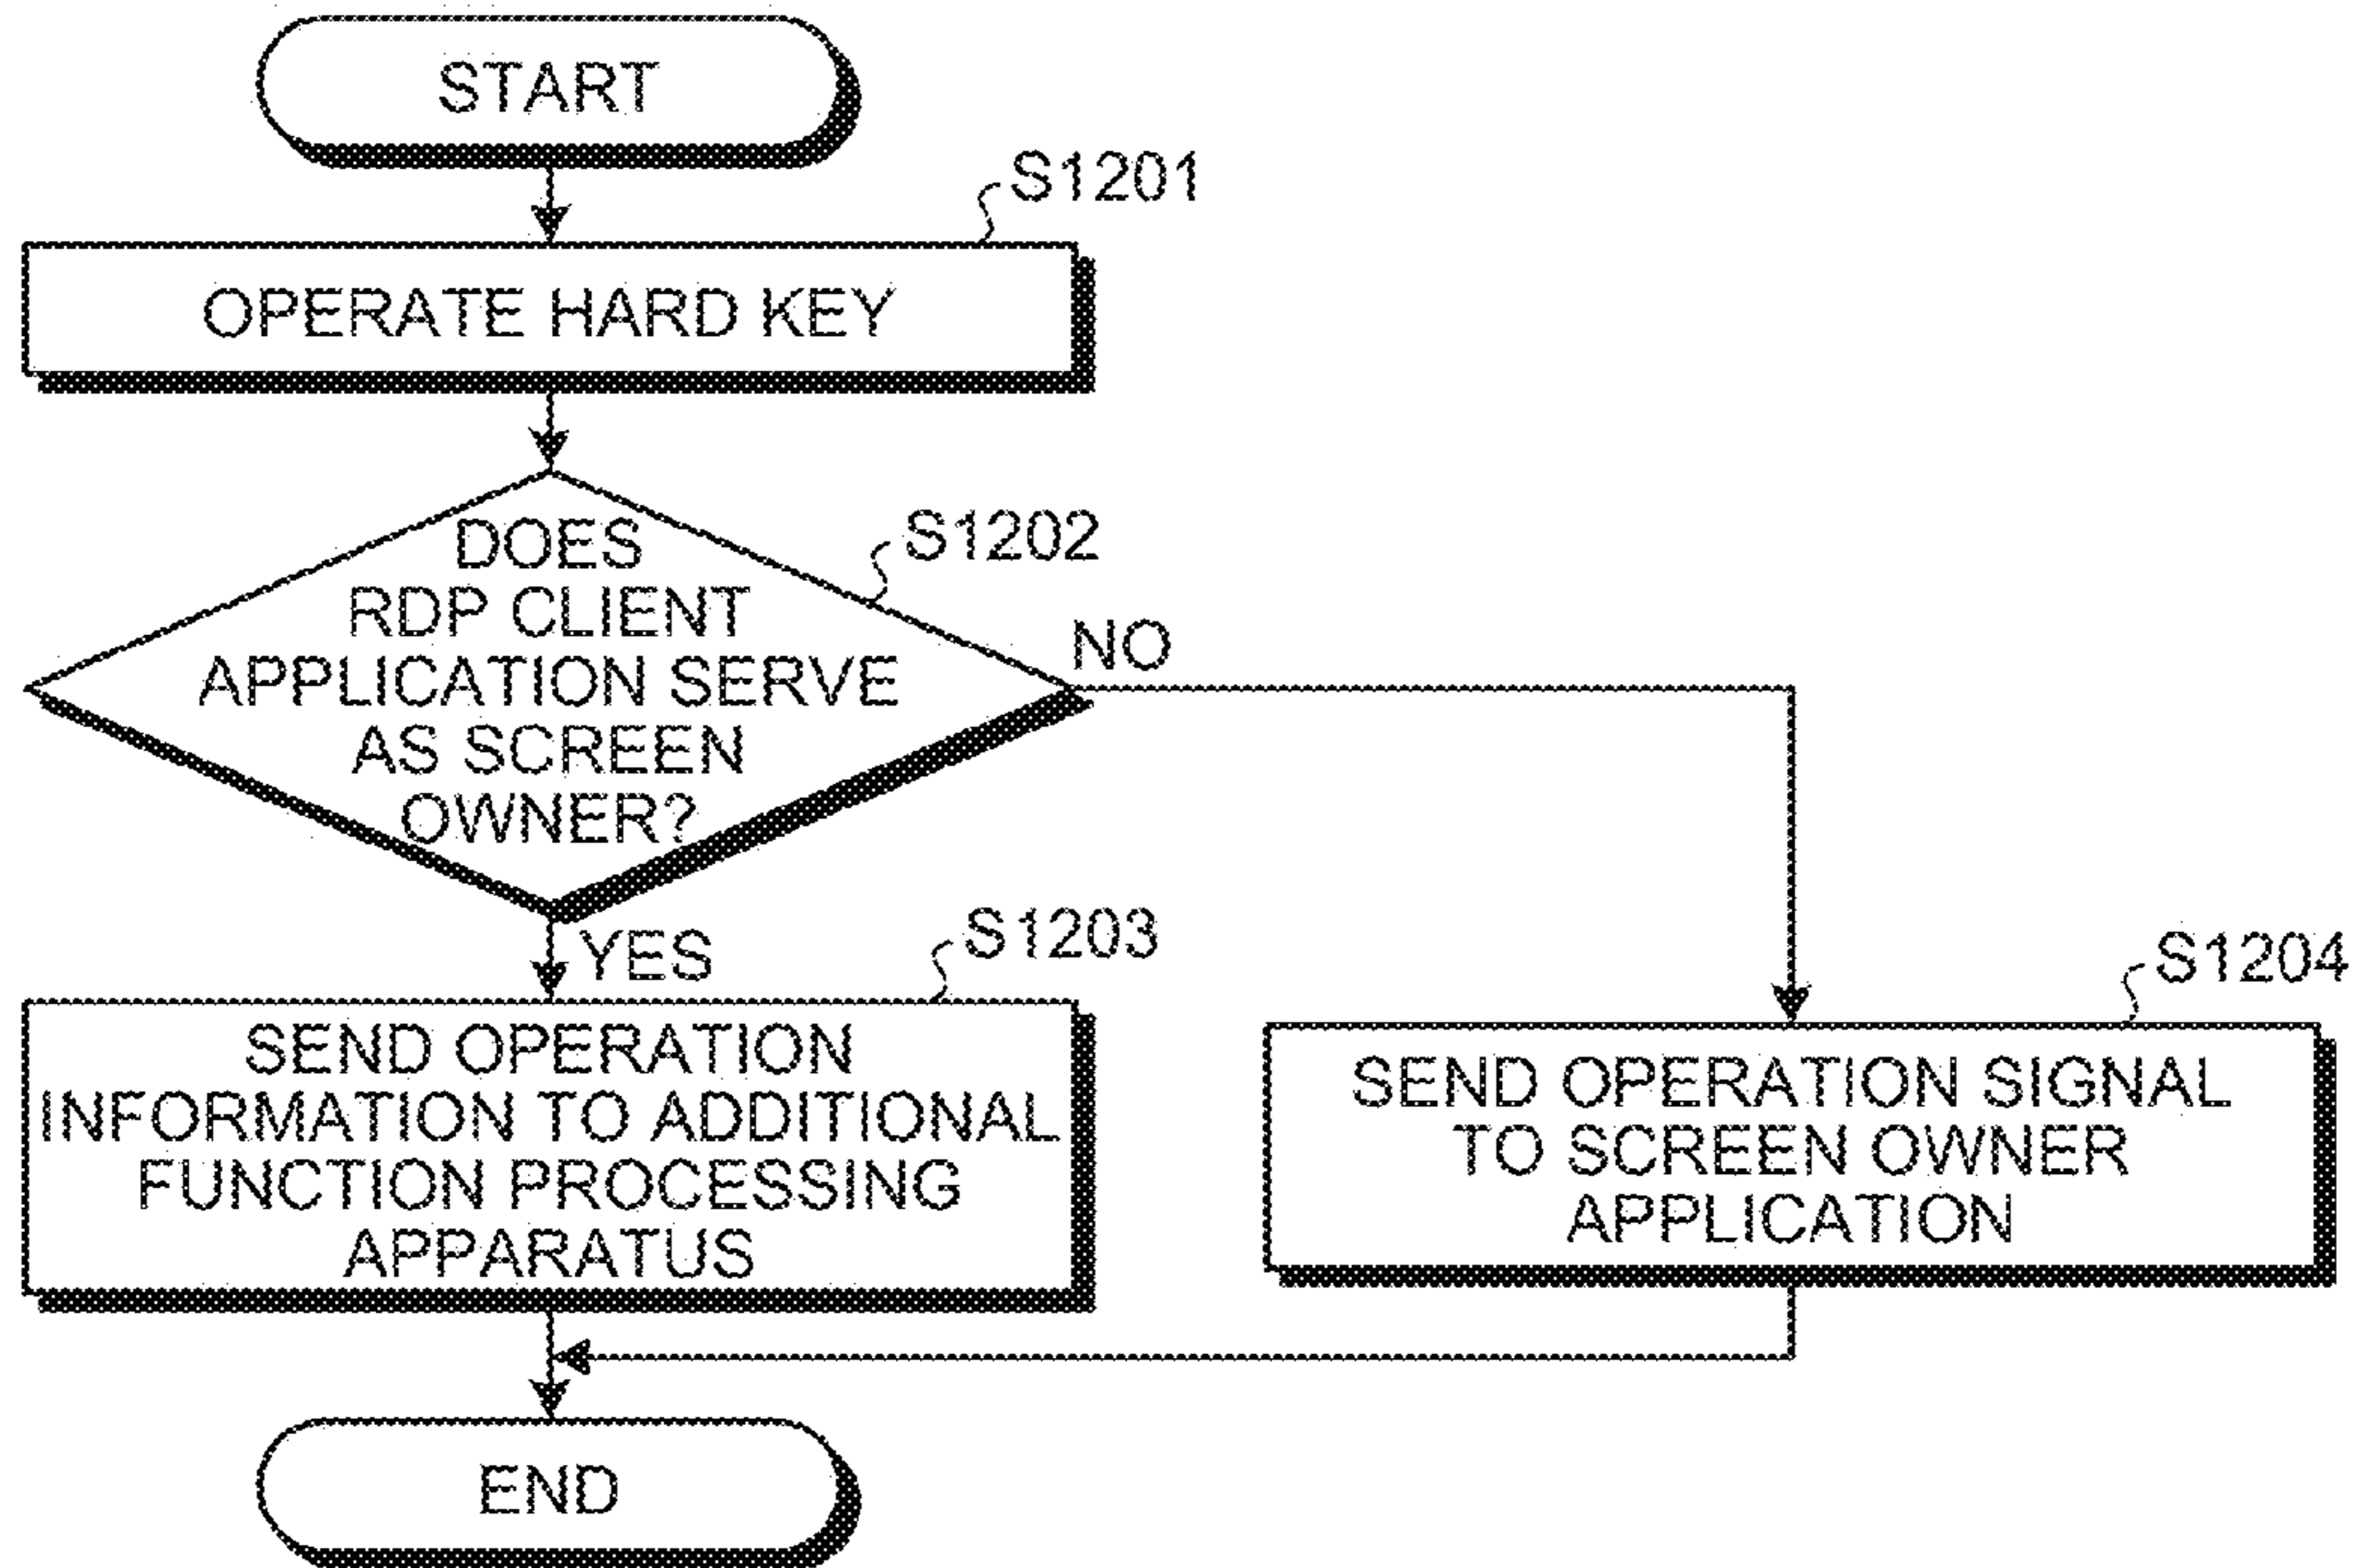 START
S1201
OPERATE HARD KEY
S1202
DOES
RDP CLIENT
APPLICATION SERVE
AS SCREEN
OWNER?
NO
YES
S1203
SEND OPERATION
INFORMATION TO ADDITIONAL
FUNCTION PROCESSING
APPARATUS
S1204
SEND OPERATION SIGNAL
TO SCREEN OWNER
APPLICATION
END